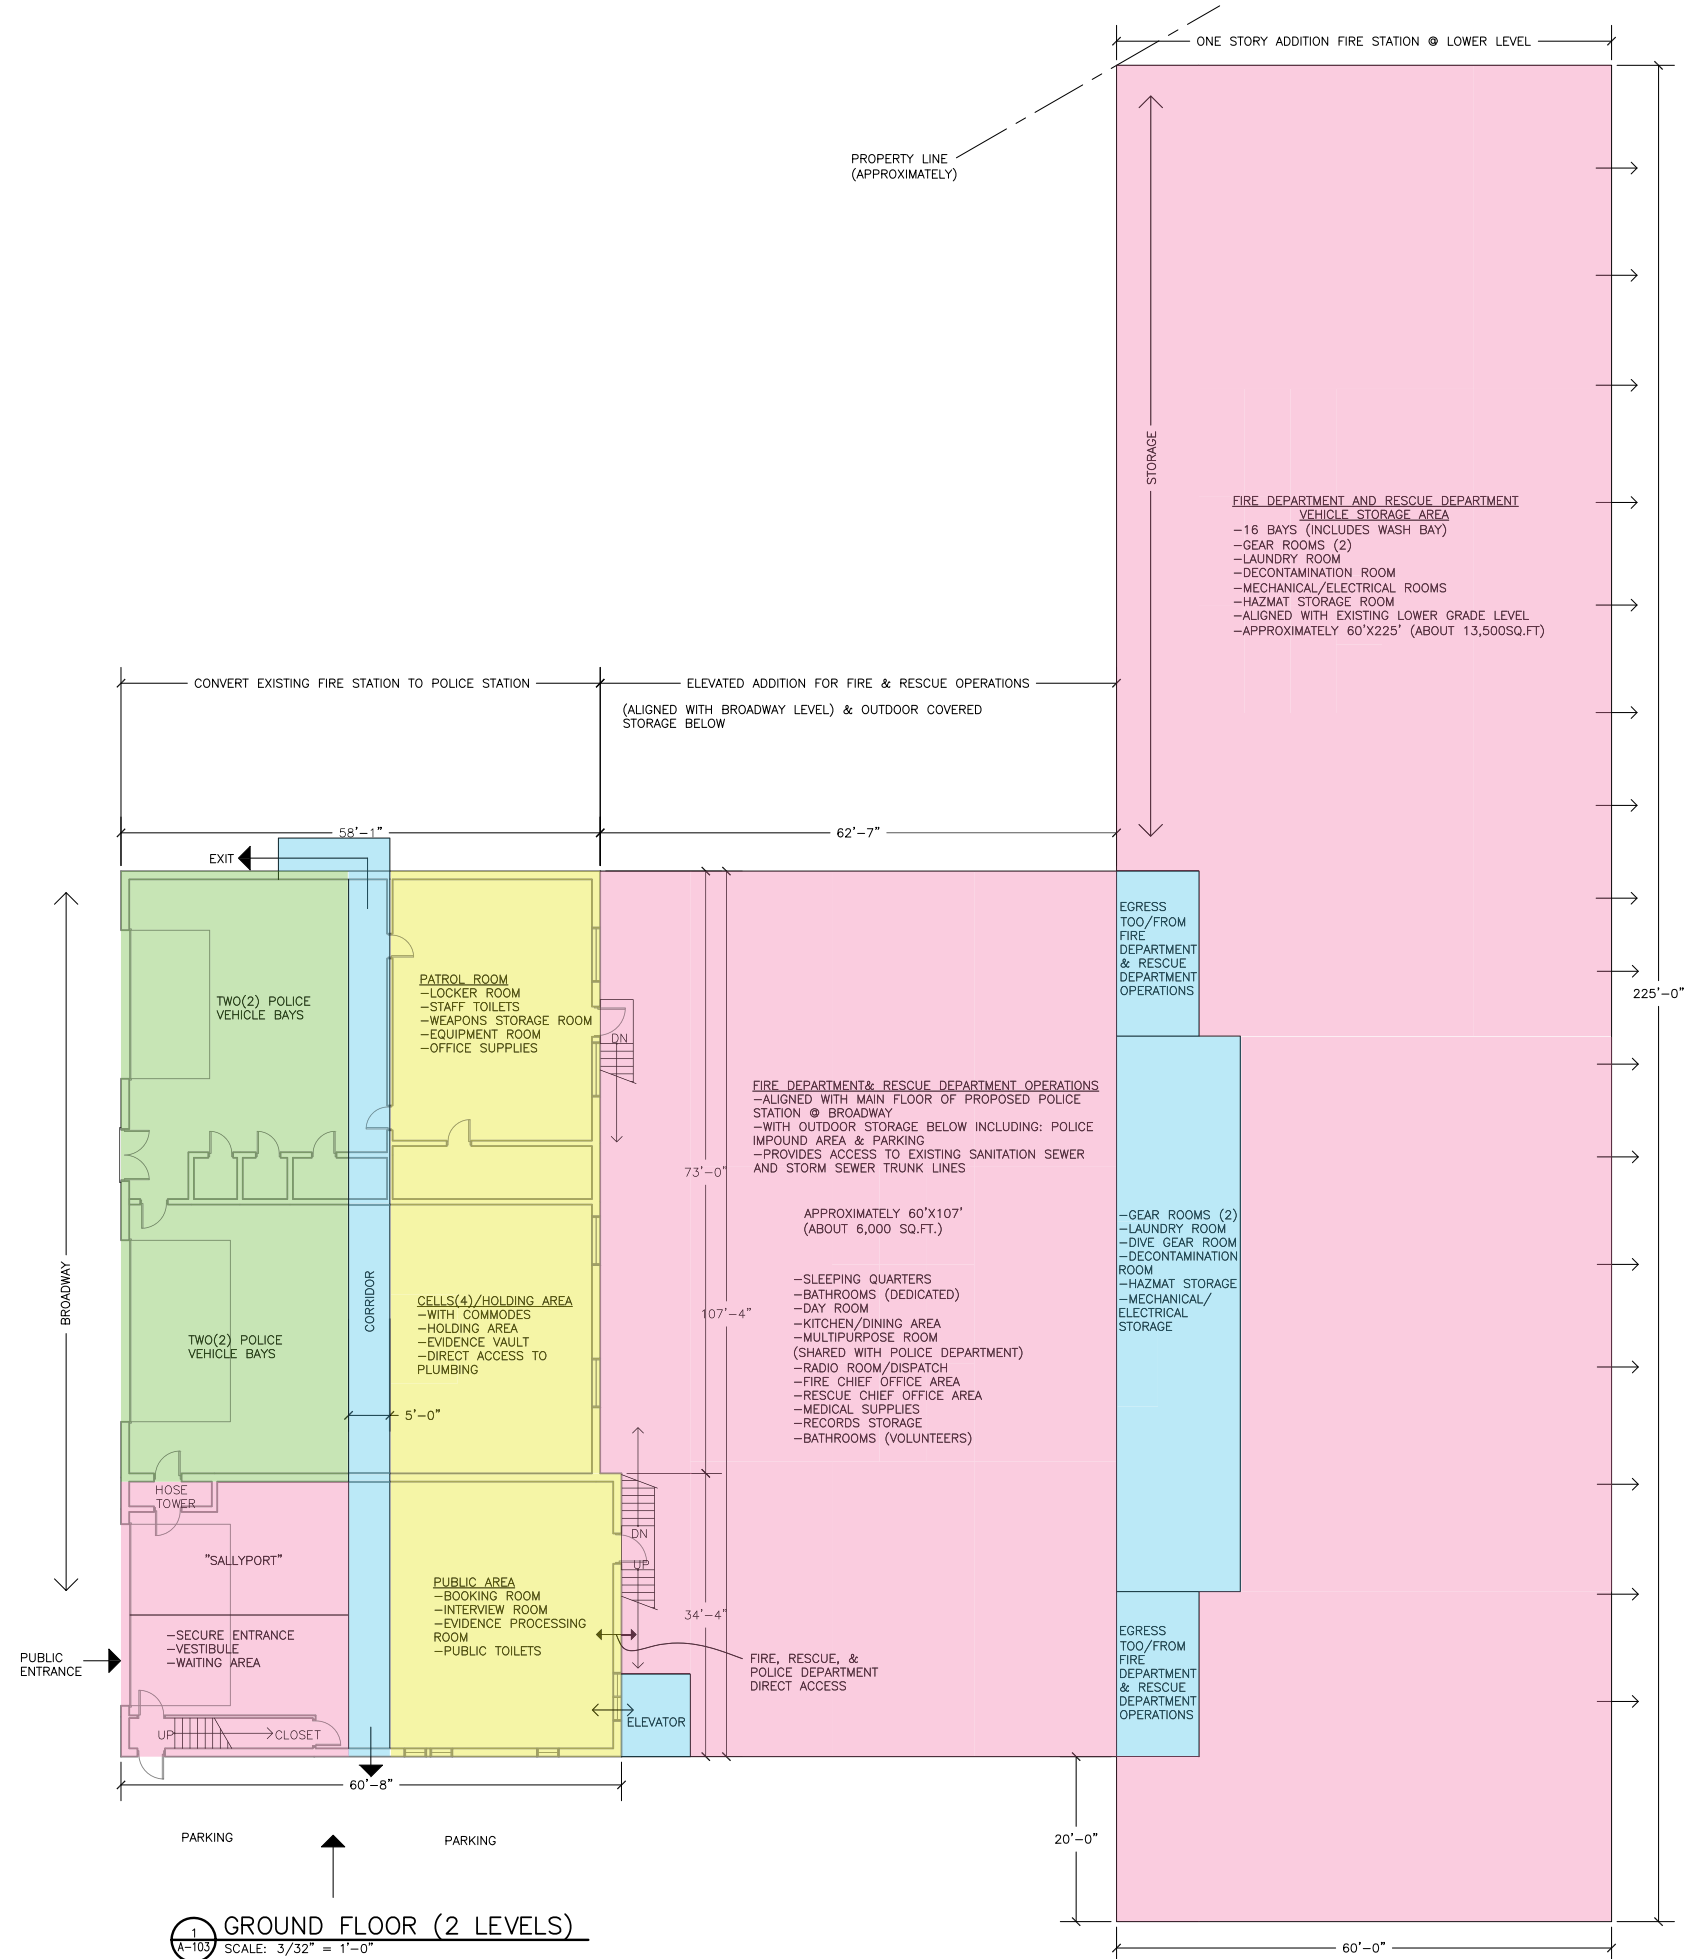 ONE STORY ADDITION FIRE STATION @ LOWER LEVEL
PROPERTY LINE
(APPROXIMATELY)
STORAGE
FIRE DEPARTMENT AND RESCUE DEPARTMENT
VEHICLE STORAGE AREA
-16 BAYS (INCLUDES WASH BAY)
-GEAR ROOMS (2)
-LAUNDRY ROOM
-DECONTAMINATION ROOM
-MECHANICAL/ELECTRICAL ROOMS
-HAZMAT STORAGE ROOM
-ALIGNED WITH EXISTING LOWER GRADE LEVEL
-APPROXIMATELY 60'X225' (ABOUT 13,500SQ.FT)
CONVERT EXISTING FIRE STATION TO POLICE STATION
ELEVATED ADDITION FOR FIRE & RESCUE OPERATIONS
(ALIGNED WITH BROADWAY LEVEL) & OUTDOOR COVERED
STORAGE BELOW
58'-1"
62'-7"
EXIT
EGRESS
TOO/FROM
FIRE
DEPARTMENT
& RESCUE
DEPARTMENT
OPERATIONS
225'-0"
TWO(2) POLICE
VEHICLE BAYS
PATROL ROOM
-LOCKER ROOM
-STAFF TOILETS
-WEAPONS STORAGE ROOM
-EQUIPMENT ROOM
-OFFICE SUPPLIES
DN
FIRE DEPARTMENT& RESCUE DEPARTMENT OPERATIONS
-ALIGNED WITH MAIN FLOOR OF PROPOSED POLICE
STATION @ BROADWAY
-WITH OUTDOOR STORAGE BELOW INCLUDING: POLICE
IMPOUND AREA & PARKING
-PROVIDES ACCESS TO EXISTING SANITATION SEWER
AND STORM SEWER TRUNK LINES
73'-0"
APPROXIMATELY 60'X107'
(ABOUT 6,000 SQ.FT.)
-GEAR ROOMS (2)
-LAUNDRY ROOM
-DIVE GEAR ROOM
-DECONTAMINATION
ROOM
-HAZMAT STORAGE
-MECHANICAL/
ELECTRICAL
STORAGE
BROADWAY
CORRIDOR
TWO(2) POLICE
VEHICLE BAYS
CELLS(4)/HOLDING AREA
-WITH COMMODES
-HOLDING AREA
-EVIDENCE VAULT
-DIRECT ACCESS TO
PLUMBING
107'-4"
-SLEEPING QUARTERS
-BATHROOMS (DEDICATED)
-DAY ROOM
-KITCHEN/DINING AREA
-MULTIPURPOSE ROOM
(SHARED WITH POLICE DEPARTMENT)
-RADIO ROOM/DISPATCH
-FIRE CHIEF OFFICE AREA
-RESCUE CHIEF OFFICE AREA
-MEDICAL SUPPLIES
-RECORDS STORAGE
-BATHROOMS (VOLUNTEERS)
5'-0"
HOSE
TOWER
DN
UP
"SALLYPORT"
PUBLIC AREA
-BOOKING ROOM
-INTERVIEW ROOM
-EVIDENCE PROCESSING
ROOM
-PUBLIC TOILETS
34'-4"
-SECURE ENTRANCE
-VESTIBULE
-WAITING AREA
PUBLIC
ENTRANCE
FIRE, RESCUE, &
POLICE DEPARTMENT
DIRECT ACCESS
EGRESS
TOO/FROM
FIRE
DEPARTMENT
& RESCUE
DEPARTMENT
OPERATIONS
UP
CLOSET
ELEVATOR
60'-8"
PARKING
PARKING
20'-0"
1
A-103
GROUND FLOOR (2 LEVELS)
SCALE: 3/32" = 1'-0"
60'-0"